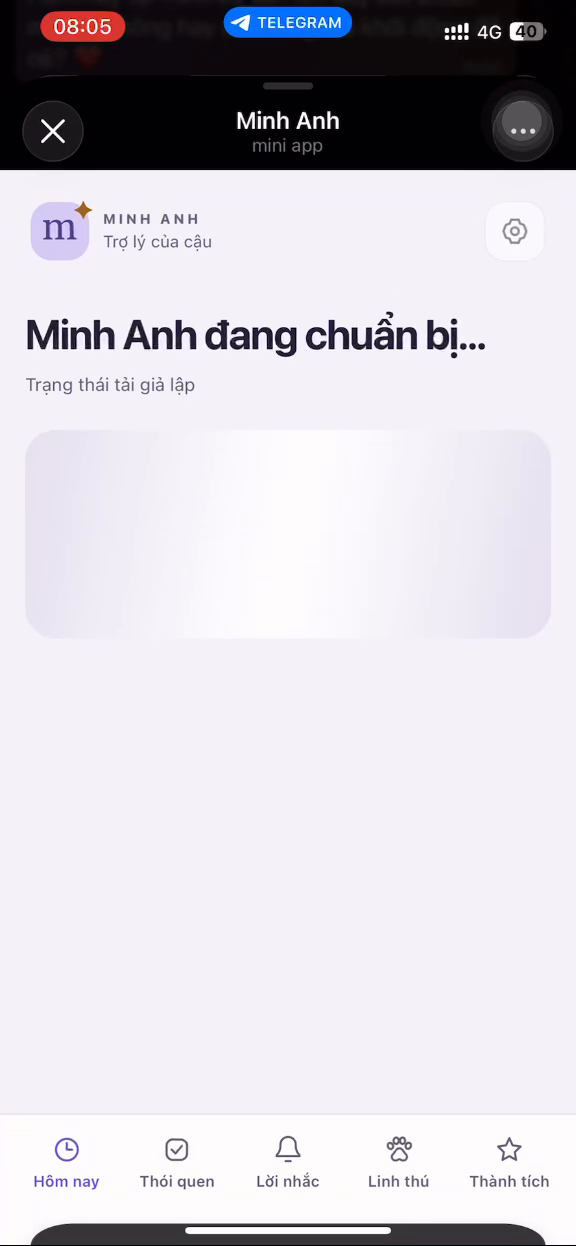 08:05
TELEGRAM
4G
40
Minh Anh
mini app
m
MINH ANH
Trợ lý của cậu
Minh Anh đang chuẩn bị...
Trạng thái tải giả lập
Hôm nay
Thói quen
Lời nhắc
Linh thú
Thành tích